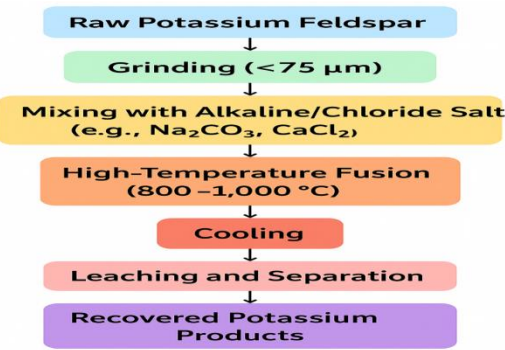 Raw Potassium Feldspar
Grinding (<75 μm)
Mixing with Alkaline/Chloride Salt
(e.g., Na₂CO₃, CaCl₂)
High-Temperature Fusion
(800–1,000 °C)
Cooling
Leaching and Separation
Recovered Potassium
Products